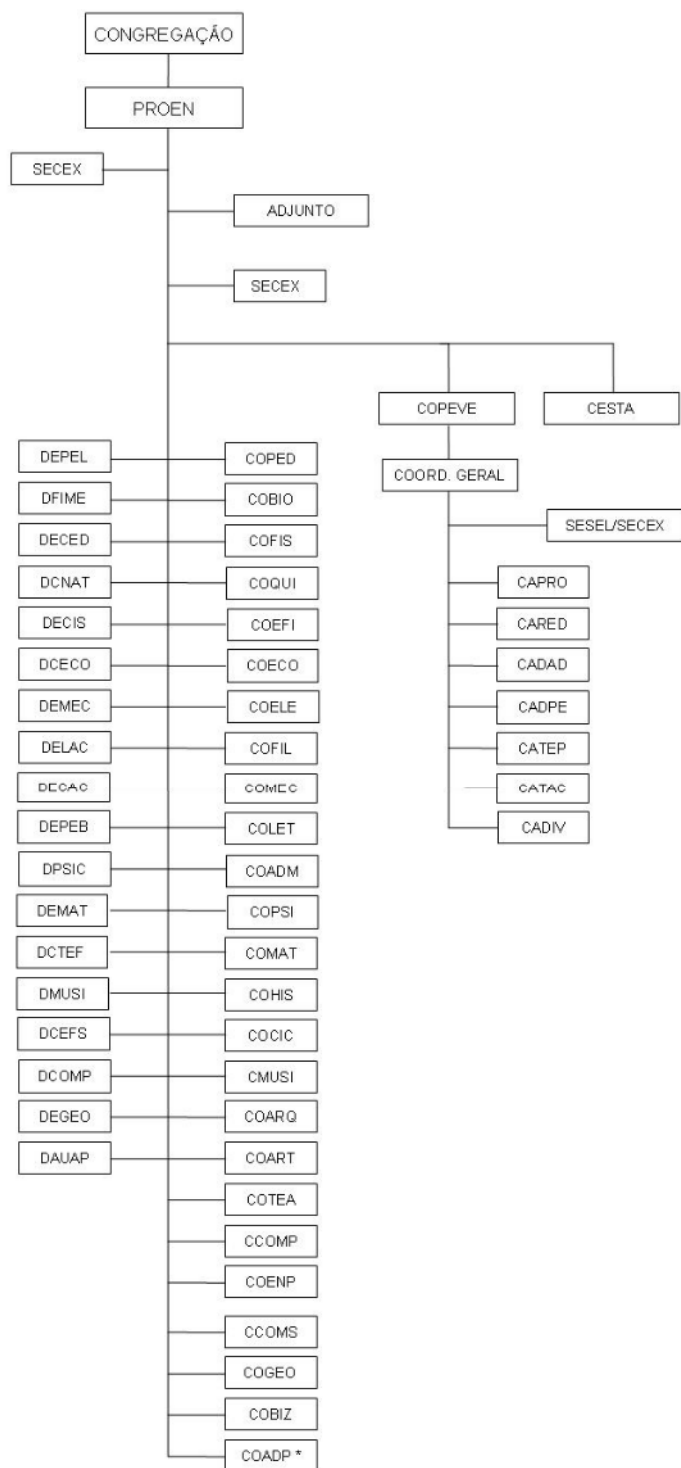 CONGREGAÇÃO
PROEN
SECEX
ADJUNTO
SECEX
COPEVE
CESTA
COORD. GERAL
SESEL/SECEX
CAPRO
CARED
CADAD
CADPE
CATEP
CATAC
CADIV
DEPEL
COPED
DFIME
COBIO
DECED
COFIS
DCNAT
COQUI
DECIS
COEFI
DCECO
COECO
DEMEC
COELE
DELAC
COFIL
DECAC
COMEC
DEPEB
COLET
DPSIC
COADM
DEMAT
COPSI
DCTEF
COMAT
DMUSI
COHIS
DCEFS
COCIC
DCOMP
CMUSI
DEGEO
COARQ
DAUAP
COART
COTEA
CCOMP
COENP
CCOMS
COGEO
COBIZ
COADP *